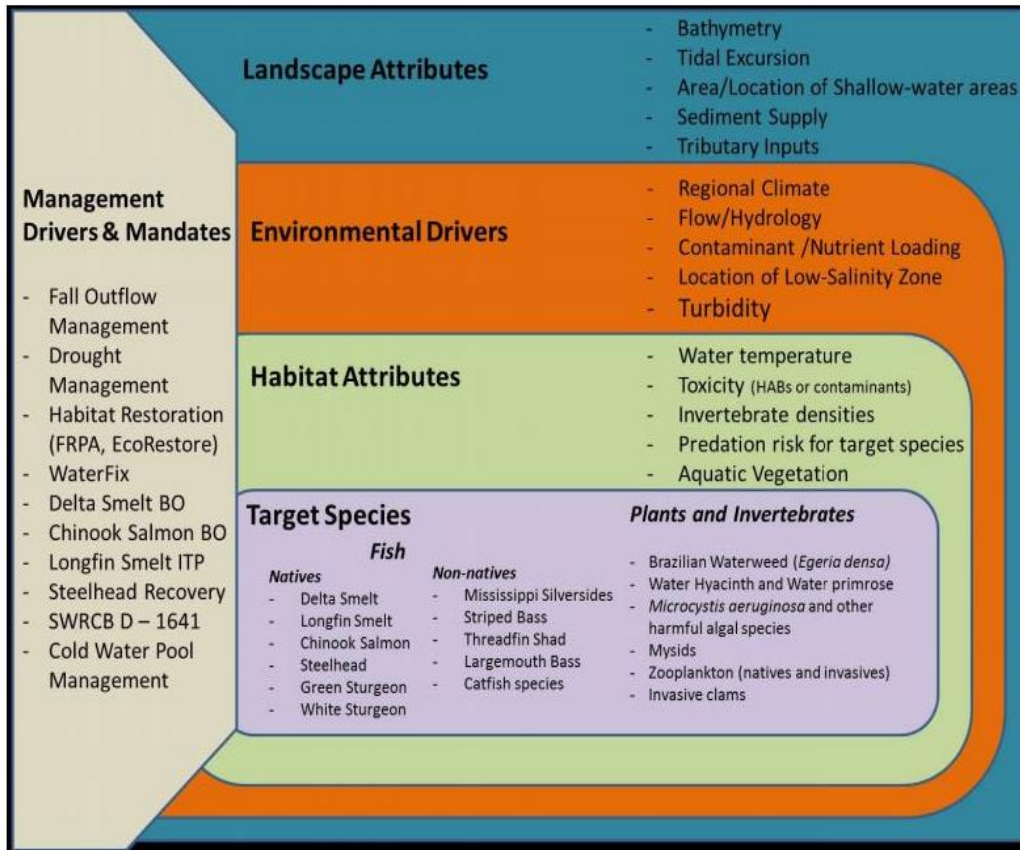 Management
Drivers & Mandates
- Fall Outflow
Management
- Drought
Management
- Habitat Restoration
(FRPA, EcoRestore)
- WaterFix
- Delta Smelt BO
- Chinook Salmon BO
- Longfin Smelt ITP
- Steelhead Recovery
- SWRCB D – 1641
- Cold Water Pool
Management
Landscape Attributes
- Bathymetry
- Tidal Excursion
- Area/Location of Shallow-water areas
- Sediment Supply
- Tributary Inputs
Environmental Drivers
- Regional Climate
- Flow/Hydrology
- Contaminant /Nutrient Loading
- Location of Low-Salinity Zone
- Turbidity
Habitat Attributes
- Water temperature
- Toxicity (HABs or contaminants)
- Invertebrate densities
- Predation risk for target species
- Aquatic Vegetation
Target Species
Fish
Natives
- Delta Smelt
- Longfin Smelt
- Chinook Salmon
- Steelhead
- Green Sturgeon
- White Sturgeon
Non-natives
- Mississippi Silversides
- Striped Bass
- Threadfin Shad
- Largemouth Bass
- Catfish species
Plants and Invertebrates
- Brazilian Waterweed (Egeria densa)
- Water Hyacinth and Water primrose
- Microcystis aeruginosa and other
harmful algal species
- Mysids
- Zooplankton (natives and invasives)
- Invasive clams